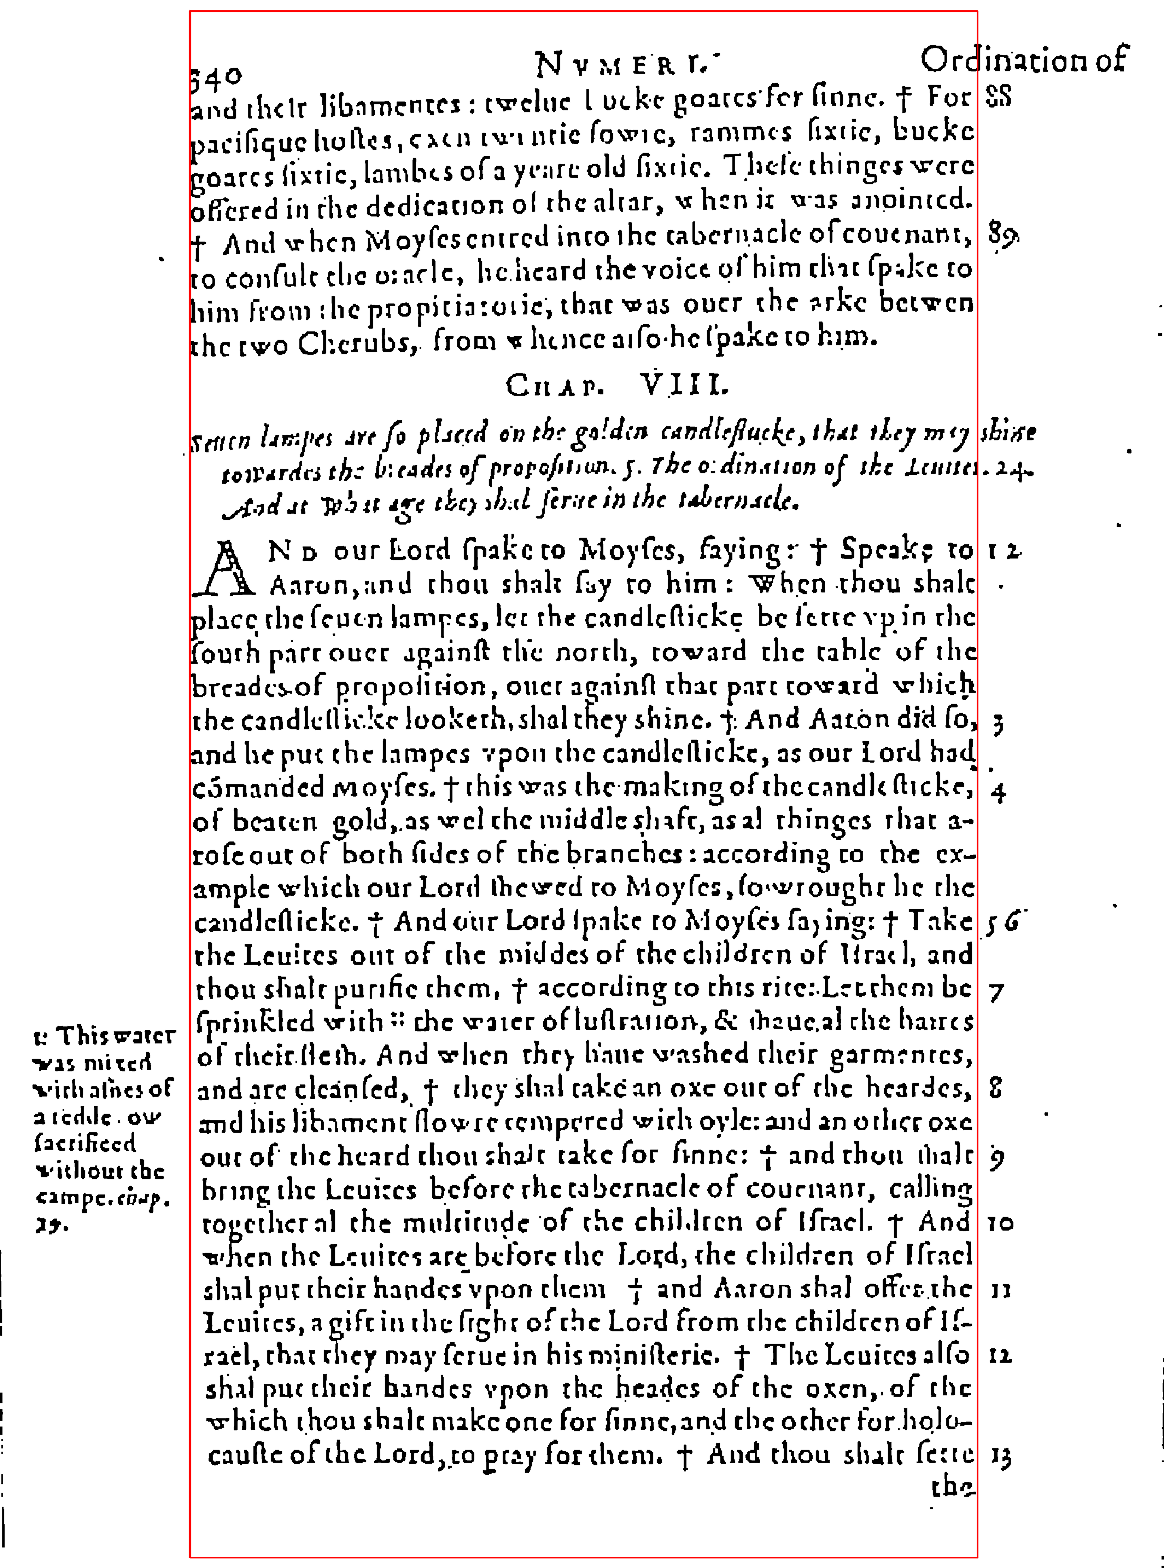 340 NVMERI. Ordination of
and their libamentes: twelue bucke goates for sinne. † For 88
pacifique hostes, oxen twentie fowre, rammes sixtie, bucke
goates sixtie, lambes of a yeare old sixtie. These thinges were
offered in the dedication of the altar, when it was anointed.
† And when Moyſes entred into the tabernacle of couenant, 89
to conſult the oracle, he heard the voice of him that ſpake to
him from the propitiatorie, that was ouer the arke betwen
the two Cherubs, from whence alſo he ſpake to him.
CHAP. VIII.
Seuen lampes are ſo placed on the golden candleſticke, that they may shine
towardes the breades of propoſition. 5. The ordination of the Leuites. 24.
And at what age they shal ſerue in the tabernacle.
AND our Lord ſpake to Moyſes, ſaying: † Speake to 1 2
Aaron, and thou shalt ſay to him: When thou shalt
place the ſeuen lampes, let the candleſticke be ſette vp in the
ſouth part ouer againſt the north, toward the table of the
breades of propoſition, ouer againſt that part toward which
the candleſticke looketh, shal they shine. † And Aaron did ſo, 3
and he put the lampes vpon the candleſticke, as our Lord had
cõmanded Moyſes. † this was the making of the candleſticke, 4
of beaten gold, as wel the middle shaft, as al thinges that a-
roſe out of both ſides of the branches: according to the ex-
ample which our Lord shewed to Moyſes, ſo wrought he the
candleſticke. † And our Lord ſpake to Moyſes ſaying: † Take 5 6
the Leuites out of the middes of the children of Iſrael, and
thou shalt purifie them, † according to this rite: Let them be 7
ſprinkled with :: the water of luſtration, & shaue al the haires
of their flesh. And when they haue washed their garmentes,
and are cleanſed, † they shal take an oxe out of the heardes, 8
and his libament flowre tempered with oyle: and an other oxe
out of the heard thou shalt take for ſinne: † and thou shalt 9
bring the Leuites before the tabernacle of couenant, calling
together al the multitude of the children of Iſrael. † And 10
when the Leuites are before the Lord, the children of Iſrael
shal put their handes vpon them † and Aaron shal offer the 11
Leuites, a gift in the ſight of the Lord from the children of Iſ-
rael, that they may ſerue in his miniſterie. † The Leuites alſo 12
shal put their handes vpon the heades of the oxen, of the
which thou shalt make one for ſinne, and the other for holo-
cauſte of the Lord, to pray for them. † And thou shalt ſette 13
the
:: This water
was mixed
with ashes of
a redde cow
ſacrificed
without the
campe. chap.
19.